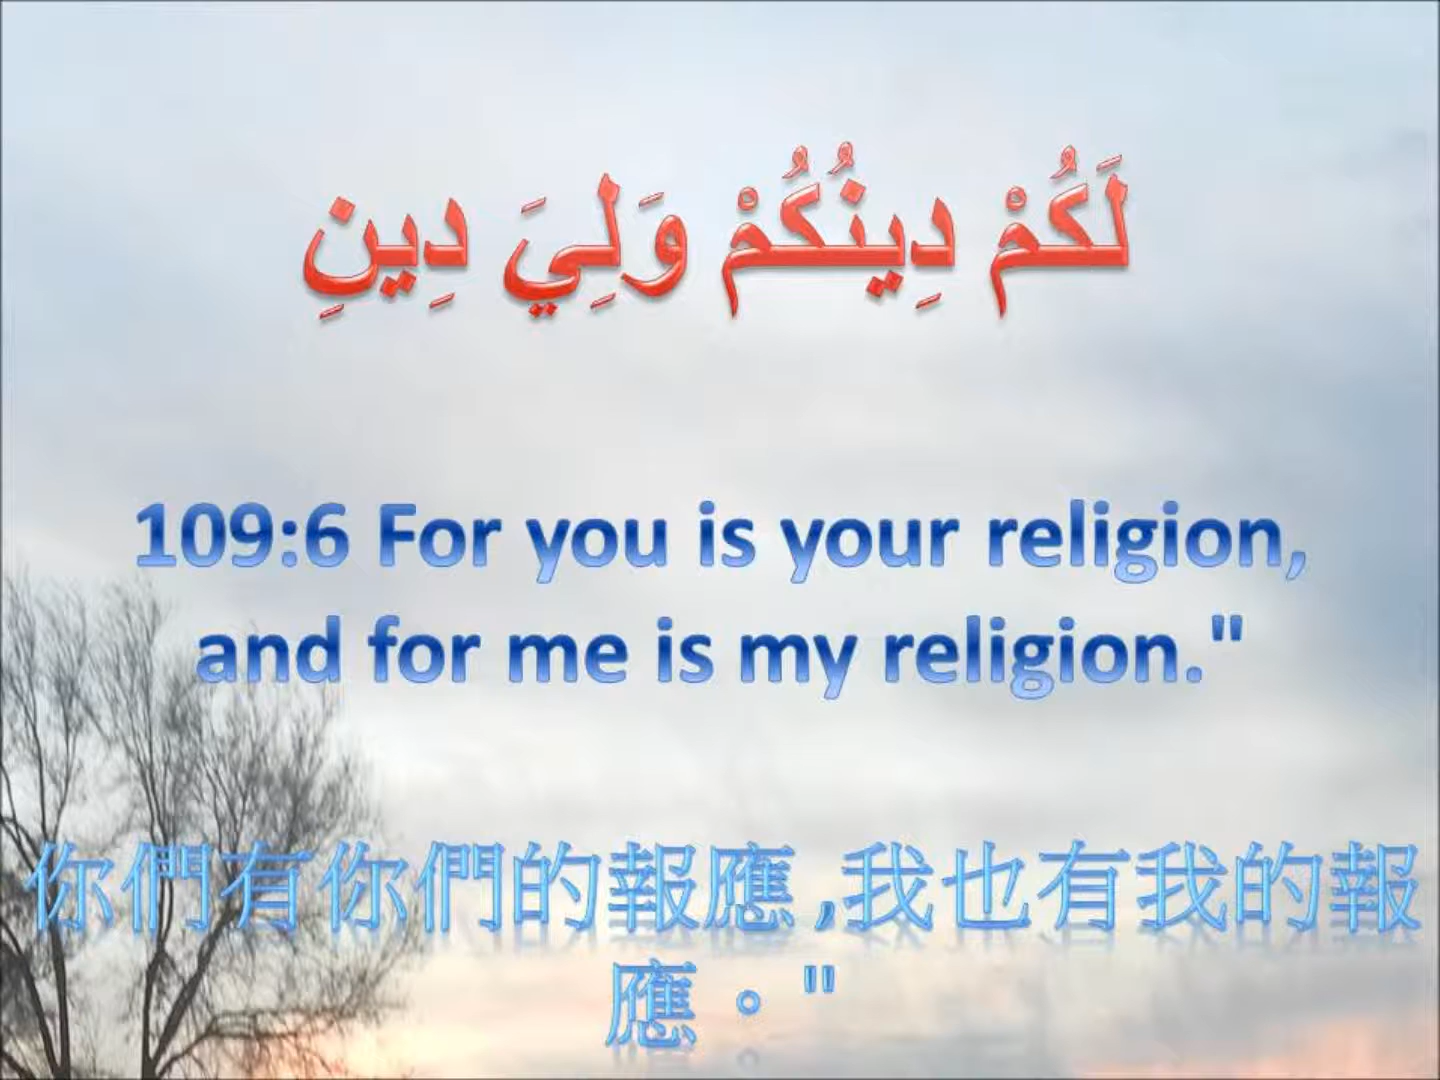 لَكُمْ دِينُكُمْ وَلِيَ دِينِ
109:6 For you is your religion,
and for me is my religion."
你們有你們的報應,我也有我的報
應。"